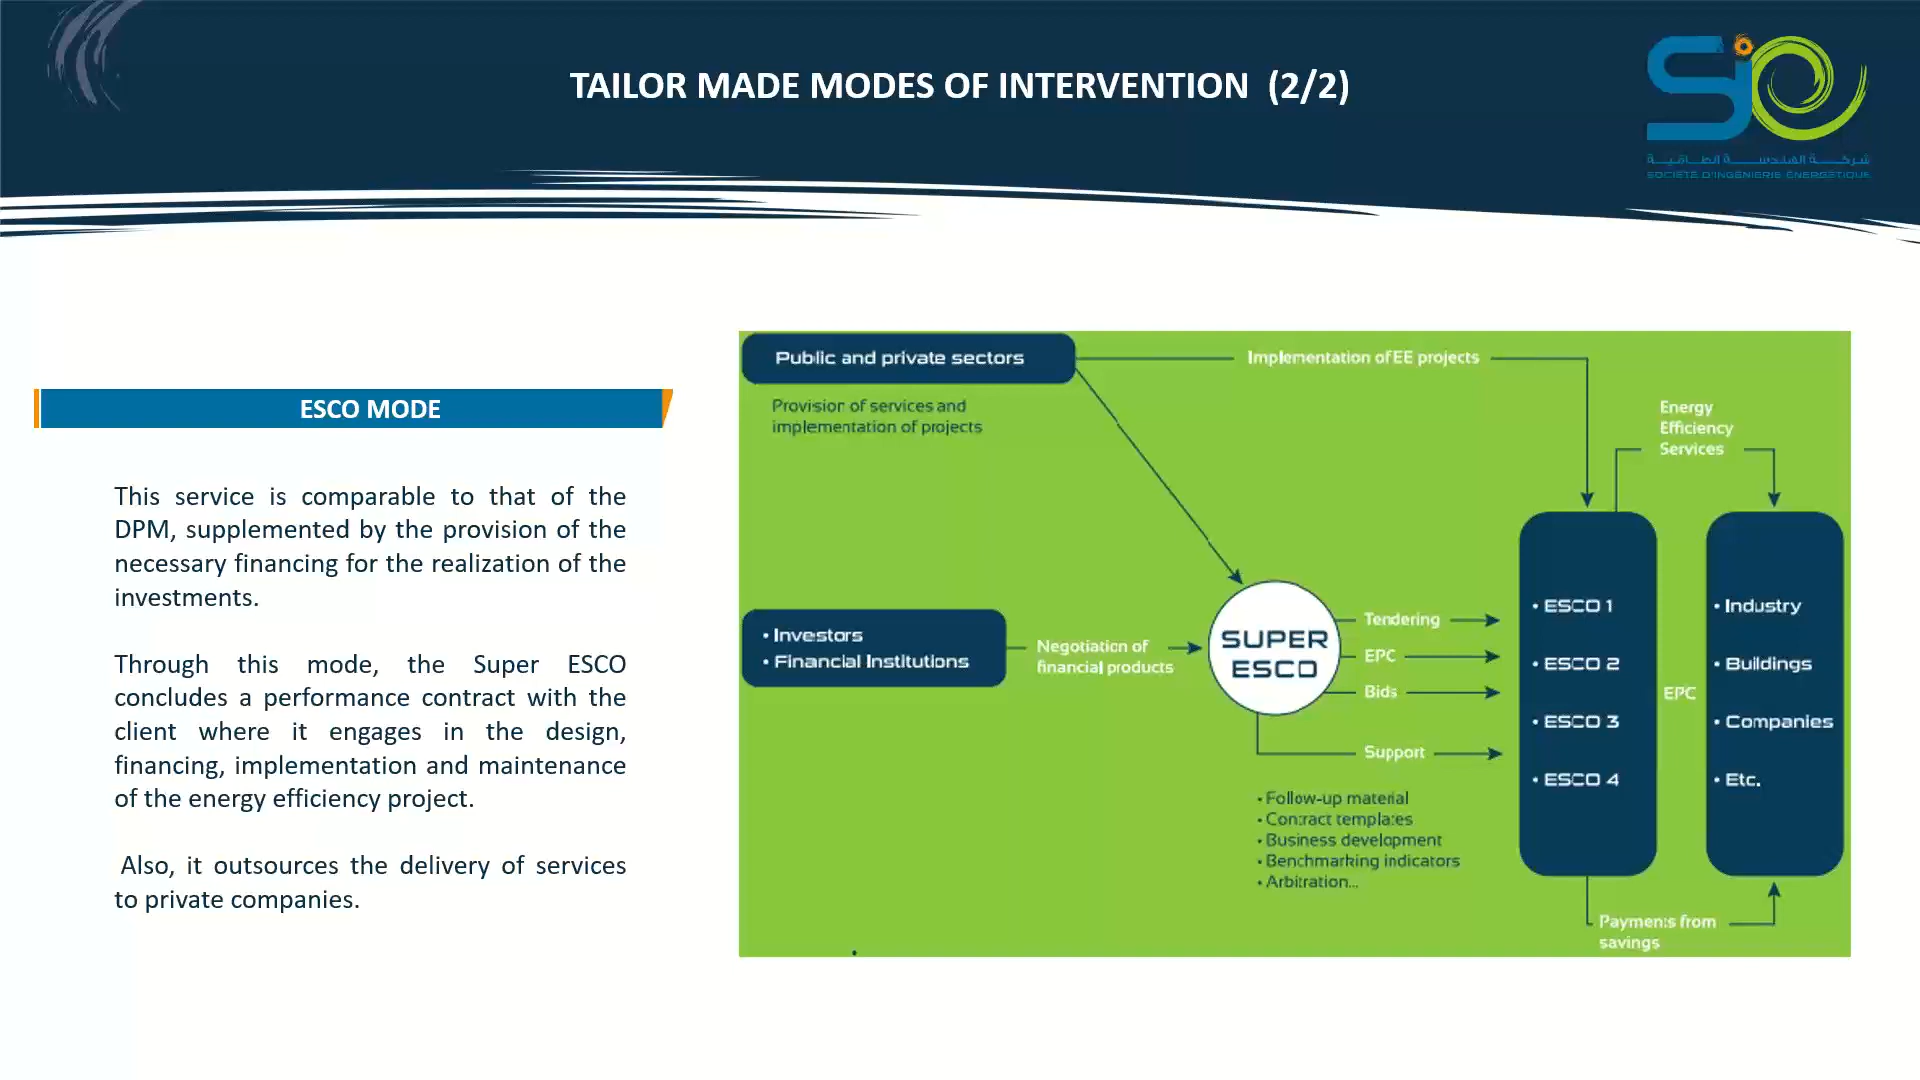 TAILOR MADE MODES OF INTERVENTION (2/2)
شركة الهندسة الطاقية
SOCIÉTÉ D'INGÉNIERIE ÉNERGÉTIQUE
ESCO MODE
This service is comparable to that of the
DPM, supplemented by the provision of the
necessary financing for the realization of the
investments.
Through this mode, the Super ESCO
concludes a performance contract with the
client where it engages in the design,
financing, implementation and maintenance
of the energy efficiency project.
Also, it outsources the delivery of services
to private companies.
Public and private sectors
Provision of services and
implementation of projects
Implementation of EE projects
Energy
Efficiency
Services
• Investors
• Financial Institutions
Negotiation of
financial products
SUPER
ESCO
Tendering
EPC
Bids
Support
• Follow-up material
• Contract templates
• Business development
• Benchmarking indicators
• Arbitration...
• ESCO 1
• ESCO 2
• ESCO 3
• ESCO 4
EPC
• Industry
• Buildings
• Companies
• Etc.
Payments from
savings